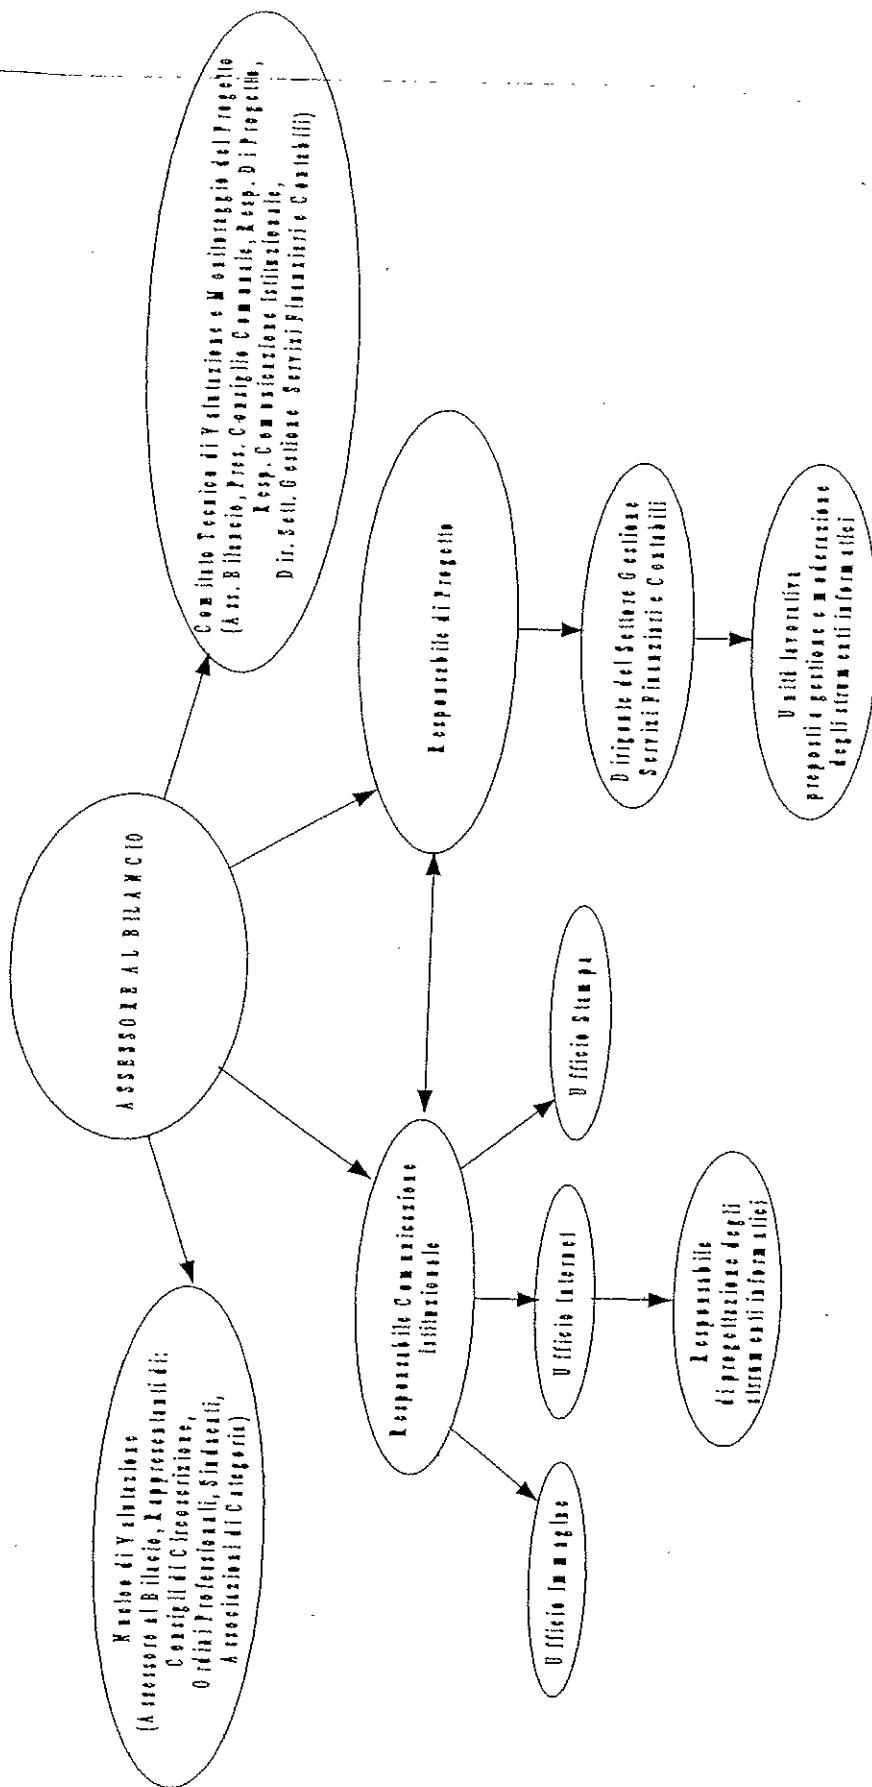 ASSESSORE AL BILANCIO
Nucleo di Valutazione
(Assessore al Bilacio, Rappresentanti di:
Consigli di Circoscrizione,
Ordini Professionali, Sindacati,
Associazioni di Categoria)
Comitato Tecnico di Valutazione e Monitoraggio del Progetto
(Ass. Bilancio, Pres. Consiglio Comunale, Resp. Di Progetto,
Resp. Comunicazione Istituzionale,
Dir. Sett. Gestione Servizi Finanziari e Contabili)
Responsabile Comunicazione
Istituzionale
Responsabile di Progetto
Ufficio Immagine
Ufficio Internet
Ufficio Stampa
Dirigente del Settore Gestione
Servizi Finanziari e Contabili
Responsabile
di progettazione degli
strumenti informatici
Unità lavorativa
preposti a gestione e moderazione
degli strumenti informatici